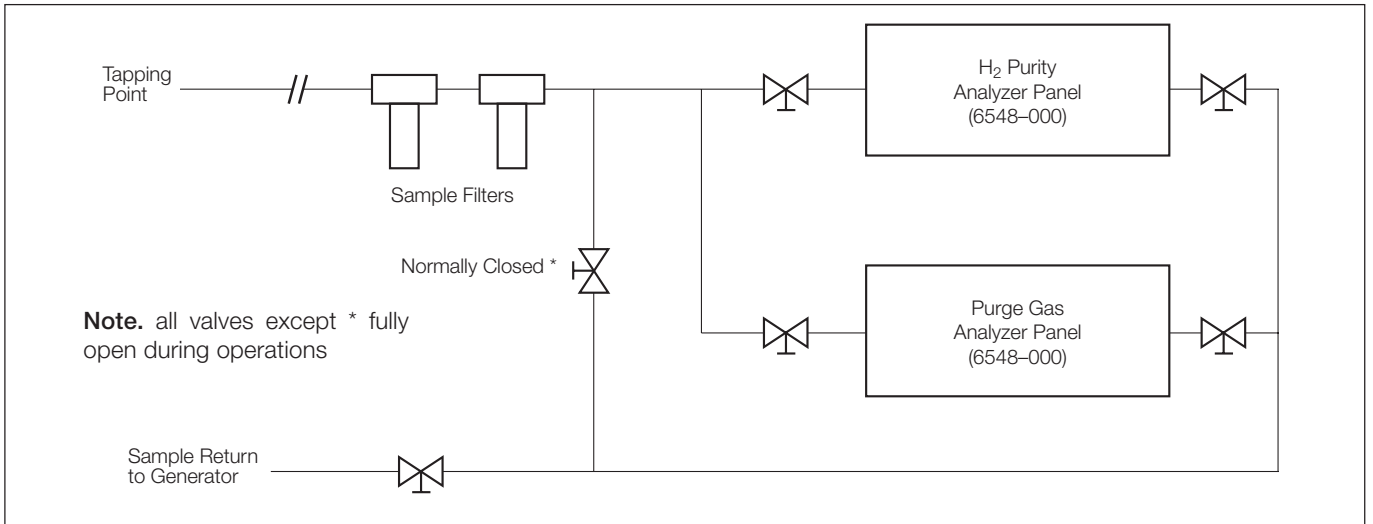 Tapping
Point
H₂ Purity
Analyzer Panel
(6548–000)
Sample Filters
Normally Closed *
Note. all valves except * fully
open during operations
Purge Gas
Analyzer Panel
(6548–000)
Sample Return
to Generator